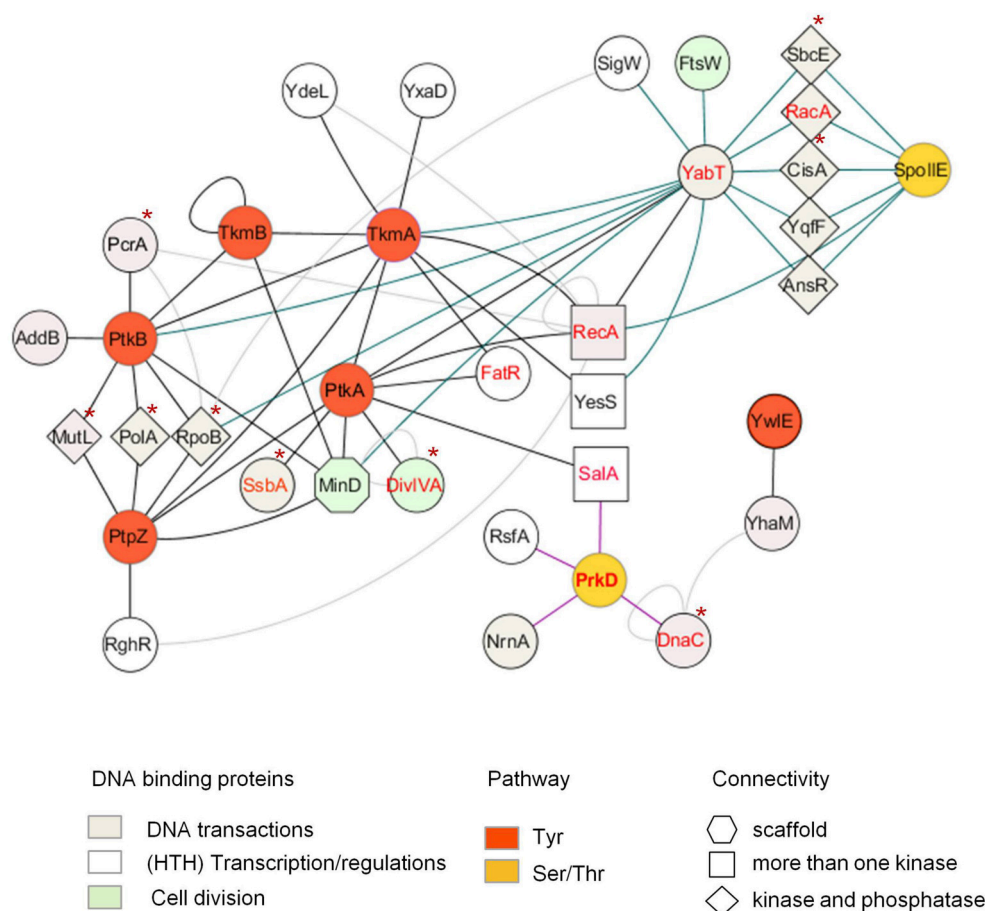 *
SbcE
SigW
FtsW
YdeL
YxaD
RacA
*
CisA
SpoIIE
YabT
*
PcrA
TkmB
TkmA
YqfF
AnsR
AddB
PtkB
RecA
FatR
PtkA
YesS
*
*
*
MutL
PolA
RpoB
YwlE
*
*
SsbA
MinD
DivIVA
SalA
PtpZ
RsfA
YhaM
PrkD
*
RghR
NrnA
DnaC
DNA binding proteins
Pathway
Connectivity
DNA transactions
Tyr
scaffold
(HTH) Transcription/regulations
more than one kinase
Ser/Thr
Cell division
kinase and phosphatase